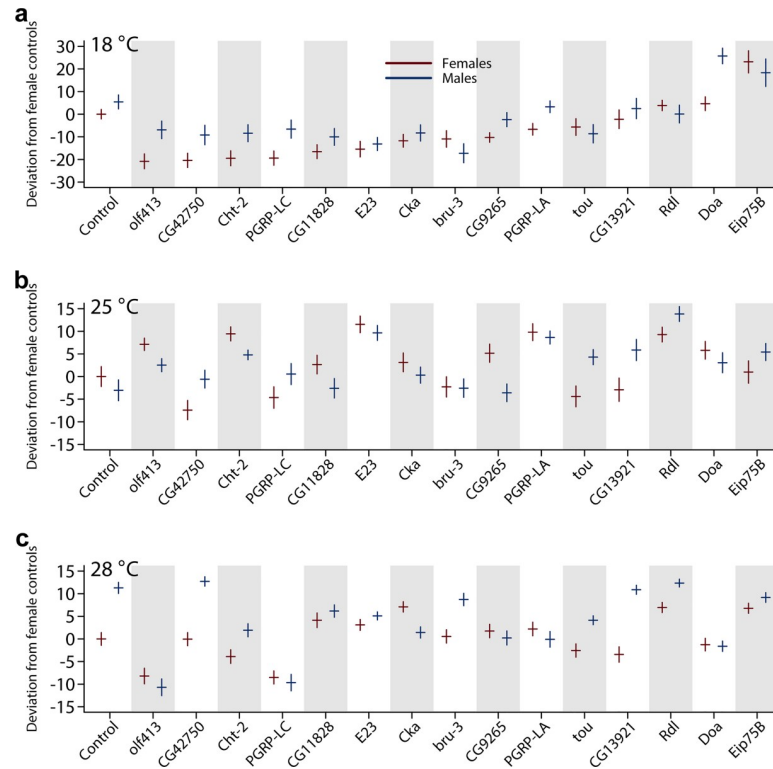 a
18 °C
Females
Males
Deviation from female controls
30
20
10
0
-10
-20
-30
Control
olf413
CG42750
Cht-2
PGRP-LC
CG11828
E23
Cka
bru-3
CG9265
PGRP-LA
tou
CG13921
Rdl
Doa
Eip75B
b
25 °C
Deviation from female controls
15
10
5
0
-5
-10
-15
Control
olf413
CG42750
Cht-2
PGRP-LC
CG11828
E23
Cka
bru-3
CG9265
PGRP-LA
tou
CG13921
Rdl
Doa
Eip75B
c
28 °C
Deviation from female controls
15
10
5
0
-5
-10
-15
Control
olf413
CG42750
Cht-2
PGRP-LC
CG11828
E23
Cka
bru-3
CG9265
PGRP-LA
tou
CG13921
Rdl
Doa
Eip75B